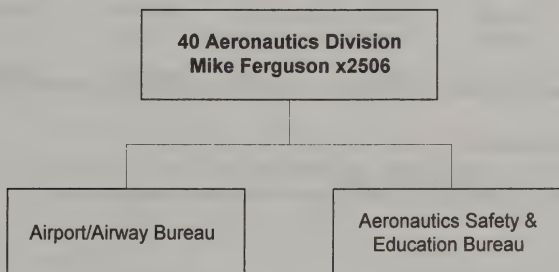 40 Aeronautics Division
Mike Ferguson x2506
Airport/Airway Bureau
Aeronautics Safety &
Education Bureau